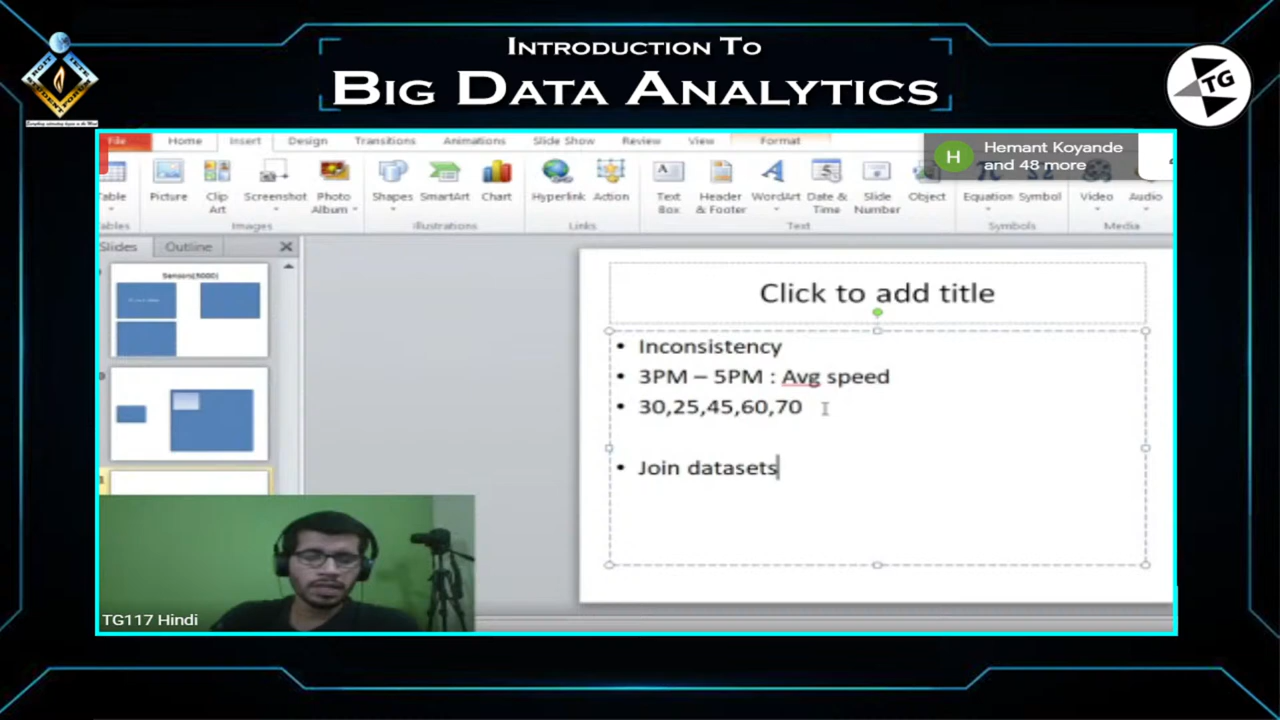 INTRODUCTION TO
BIG DATA ANALYTICS
TG
File Home Insert Design Transitions Animations Slide Show Review View Format
Hemant Koyande
and 48 more
H
Picture Clip Art Screenshot Photo Album Shapes SmartArt Chart Hyperlink Action Text Box Header & Footer WordArt Date & Time Slide Number Object Equation Symbol Video Audio
Images Illustrations Links Text Symbols Media
Slides Outline
Sensors(5000)
Click to add title
• Inconsistency
• 3PM – 5PM : Avg speed
• 30,25,45,60,70
• Join datasets
TG117 Hindi